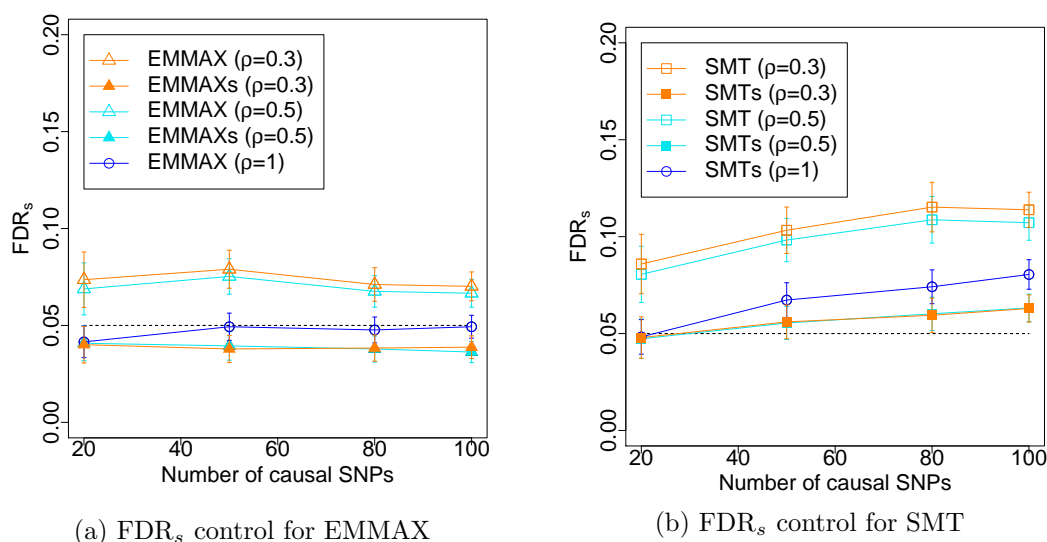 EMMAX (ρ=0.3)
EMMAXs (ρ=0.3)
EMMAX (ρ=0.5)
EMMAXs (ρ=0.5)
EMMAX (ρ=1)
FDRs
0.00
0.05
0.10
0.15
0.20
20
40
60
80
100
Number of causal SNPs
(a) FDRs control for EMMAX
SMT (ρ=0.3)
SMTs (ρ=0.3)
SMT (ρ=0.5)
SMTs (ρ=0.5)
SMTs (ρ=1)
FDRs
0.00
0.05
0.10
0.15
0.20
20
40
60
80
100
Number of causal SNPs
(b) FDRs control for SMT